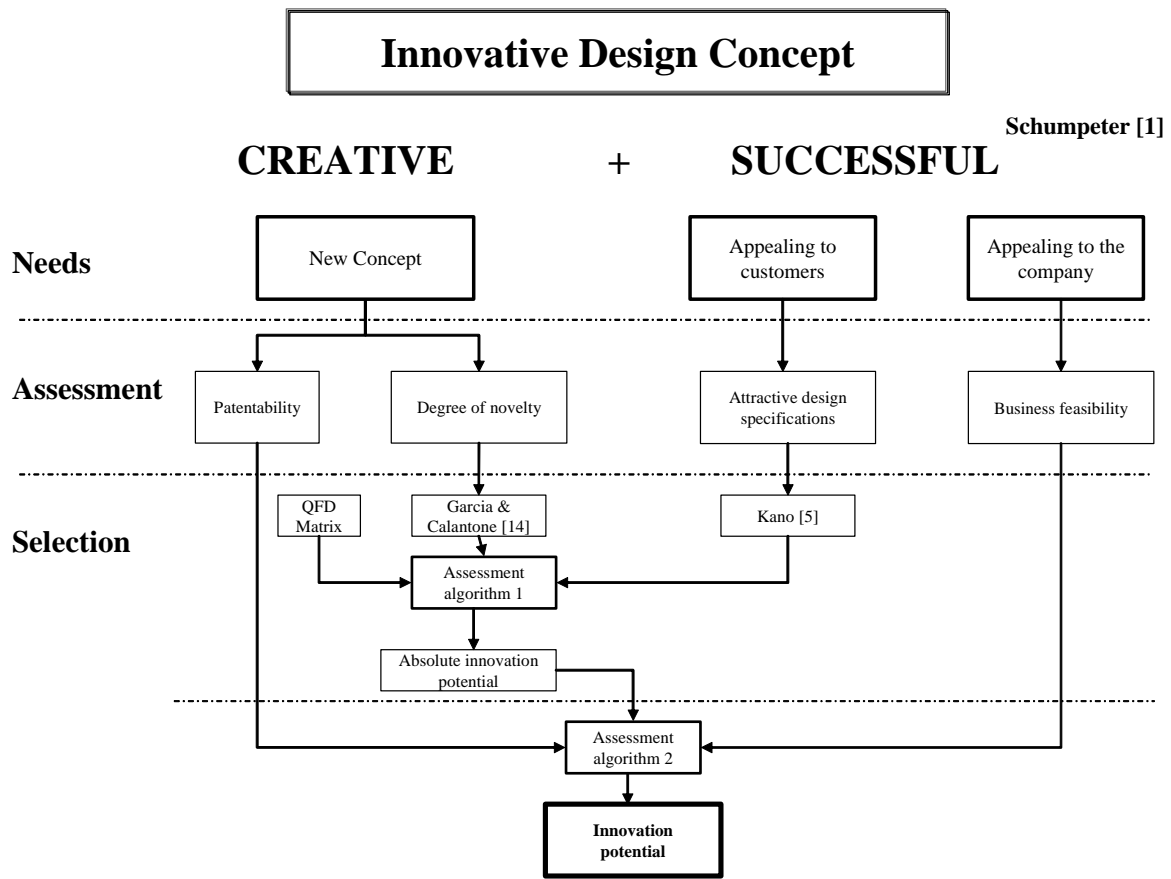 Innovative Design Concept
Schumpeter [1]
CREATIVE + SUCCESSFUL
Needs
New Concept
Appealing to
customers
Appealing to the
company
Assessment
Patentability
Degree of novelty
Attractive design
specifications
Business feasibility
Selection
QFD
Matrix
Garcia &
Calantone [14]
Kano [5]
Assessment
algorithm 1
Absolute innovation
potential
Assessment
algorithm 2
Innovation
potential